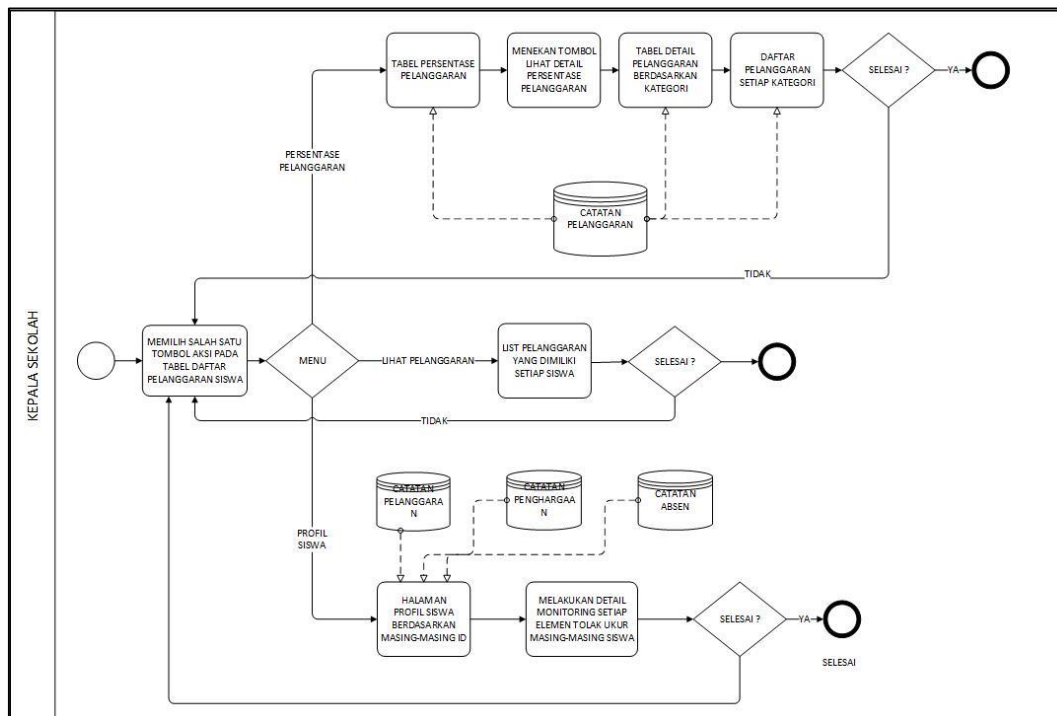 KEPALA SEKOLAH
TABEL PERSENTASE
PELANGGARAN
MENEKAN TOMBOL
LIHAT DETAIL
PERSENTASE
PELANGGARAN
TABEL DETAIL
PELANGGARAN
BERDASARKAN
KATEGORI
DAFTAR
PELANGGARAN
SETIAP KATEGORI
SELESAI ?
YA
PERSENTASE
PELANGGARAN
CATATAN
PELANGGARAN
TIDAK
MEMILIH SALAH SATU
TOMBOL AKSI PADA
TABEL DAFTAR
PELANGGARAN SISWA
MENU
LIHAT PELANGGARAN
LIST PELANGGARAN
YANG DIMILIKI
SETIAP SISWA
SELESAI ?
TIDAK
CATATAN
PELANGGARA
N
CATATAN
PENGHARGAA
N
CATATAN
ABSEN
PROFIL
SISWA
HALAMAN
PROFIL SISWA
BERDASARKAN
MASING-MASING ID
MELAKUKAN DETAIL
MONITORING SETIAP
ELEMEN TOLAK UKUR
MASING-MASING SISWA
SELESAI ?
YA
SELESAI